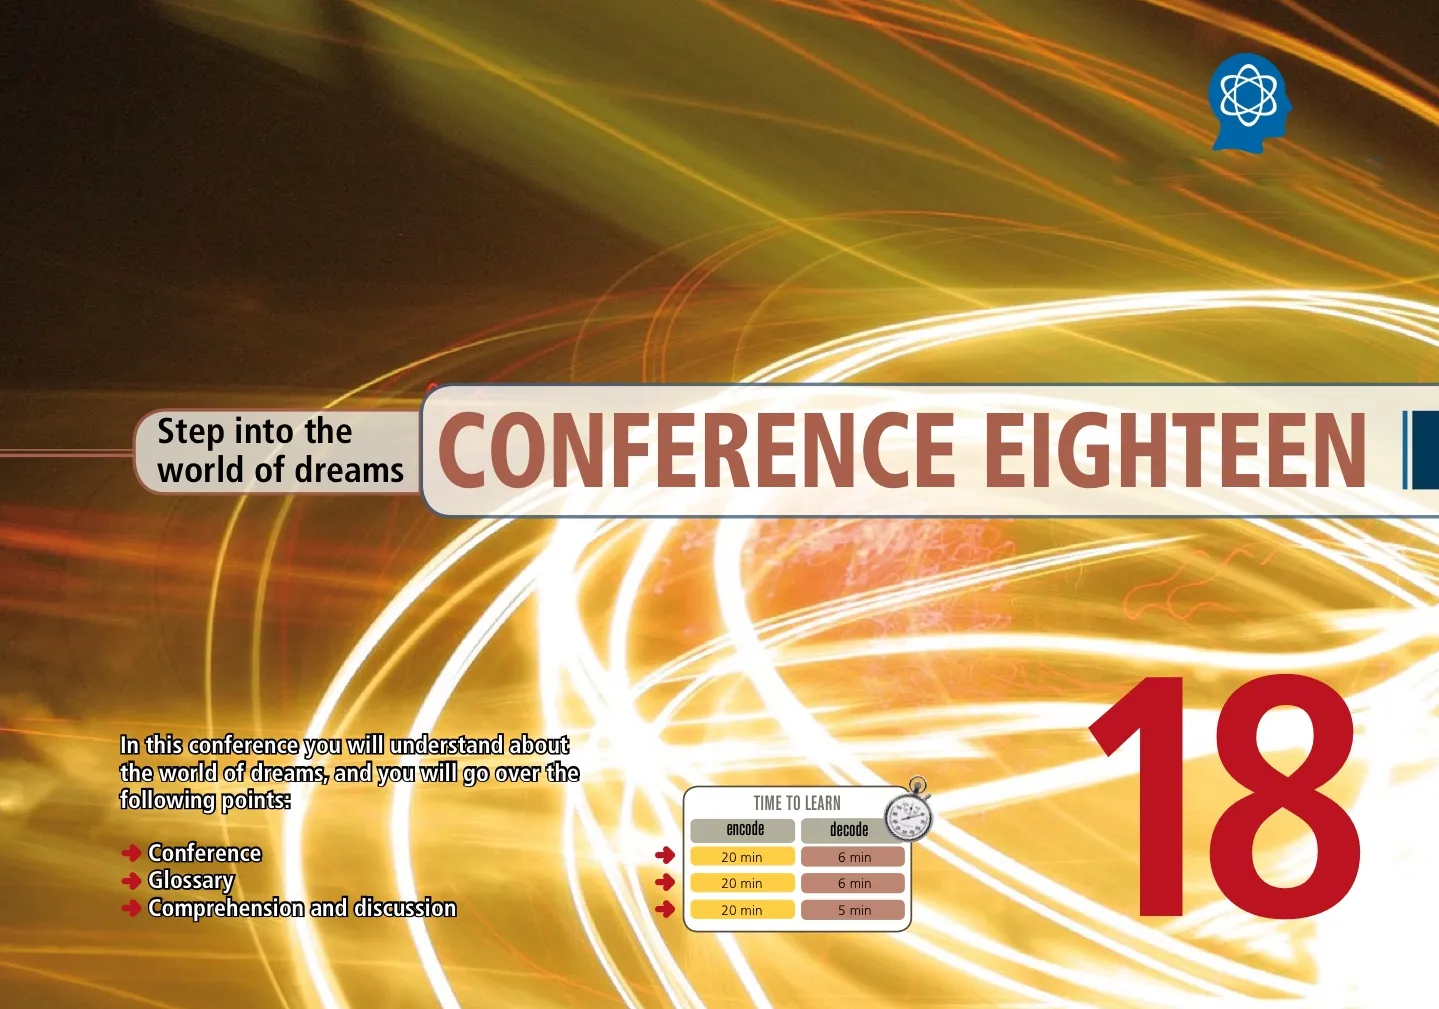 Step into the
world of dreams
CONFERENCE EIGHTEEN
18
In this conference you will understand about
the world of dreams, and you will go over the
following points:
Conference
Glossary
Comprehension and discussion
TIME TO LEARN
encode decode
20 min 6 min
20 min 6 min
20 min 5 min